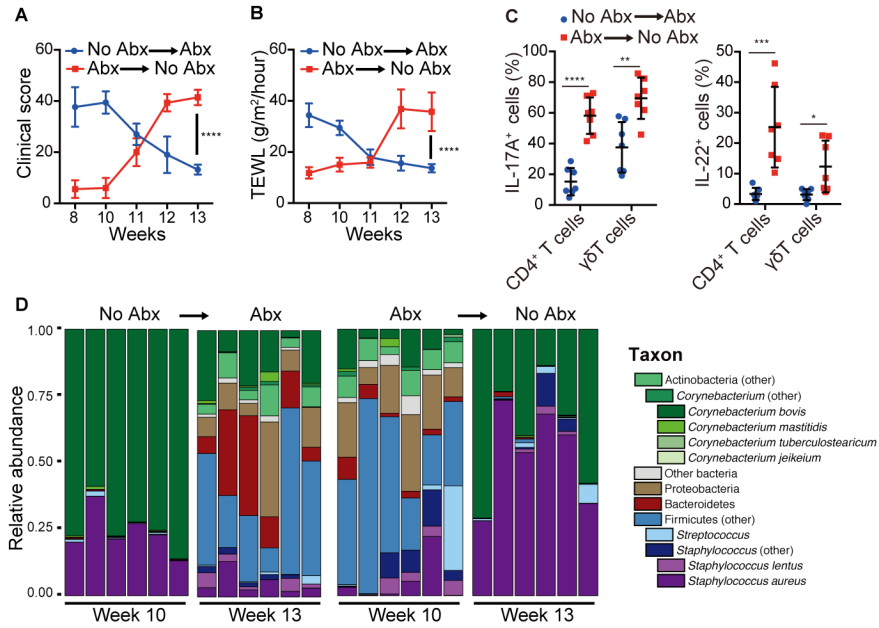 A
Clinical score
60
40
20
0
No Abx Abx
Abx No Abx
****
8 10 11 12 13
Weeks
B
TEWL (g/m²/hour)
60
40
20
0
No Abx Abx
Abx No Abx
****
8 10 11 12 13
Weeks
C
No Abx Abx
Abx No Abx
IL-17A⁺ cells (%)
100
80
60
40
20
0
****
**
CD4⁺ T cells
γδT cells
IL-22⁺ cells (%)
50
40
30
20
10
0
***
*
CD4⁺ T cells
γδT cells
D
No Abx Abx
Abx No Abx
Relative abundance
1.00
0.75
0.50
0.25
0.00
Week 10
Week 13
Week 10
Week 13
Taxon
Actinobacteria (other)
Corynebacterium (other)
Corynebacterium bovis
Corynebacterium mastitidis
Corynebacterium tuberculostearicum
Corynebacterium jeikeium
Other bacteria
Proteobacteria
Bacteroidetes
Firmicutes (other)
Streptococcus
Staphylococcus (other)
Staphylococcus lentus
Staphylococcus aureus